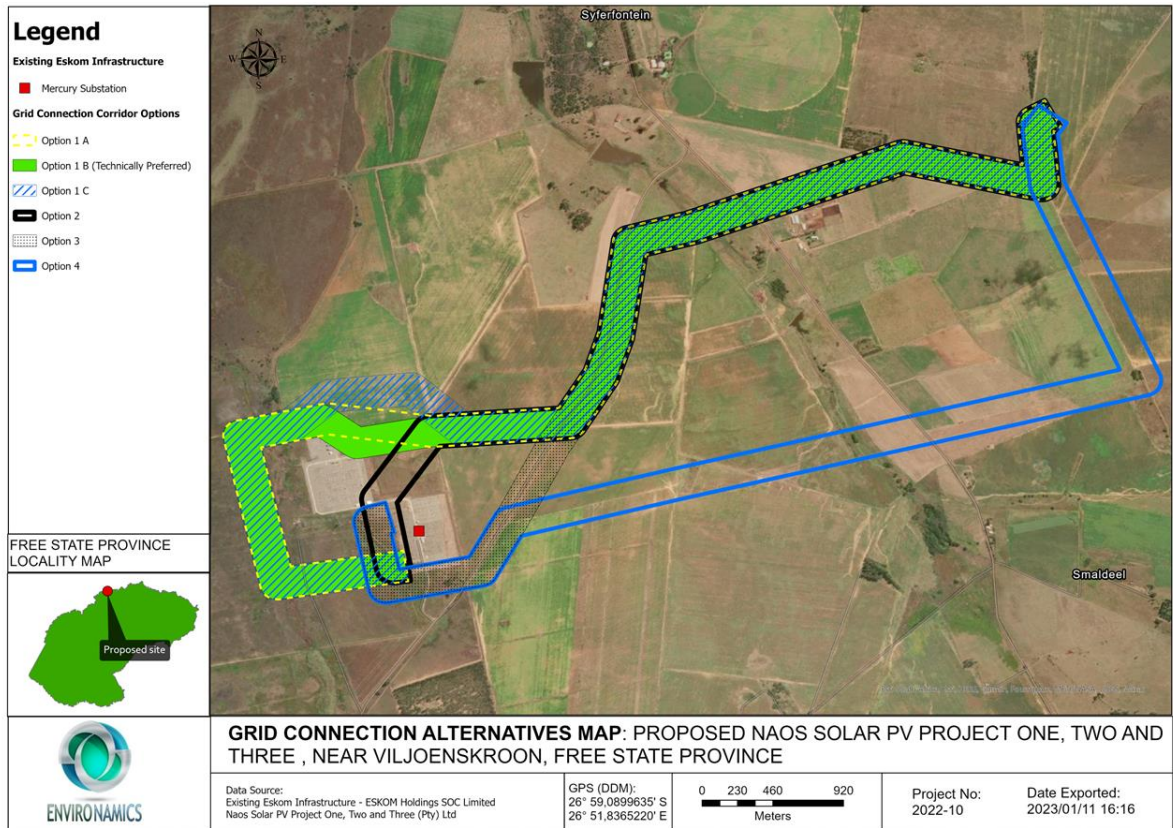 Legend
Existing Eskom Infrastructure
Mercury Substation
Grid Connection Corridor Options
Option 1 A
Option 1 B (Technically Preferred)
Option 1 C
Option 2
Option 3
Option 4
FREE STATE PROVINCE
LOCALITY MAP
Proposed site
N
W E
S
Syferfontein
Smaldeel
ENVIRONAMICS
GRID CONNECTION ALTERNATIVES MAP: PROPOSED NAOS SOLAR PV PROJECT ONE, TWO AND
THREE , NEAR VILJOENSKROON, FREE STATE PROVINCE
Data Source:
Existing Eskom Infrastructure - ESKOM Holdings SOC Limited
Naos Solar PV Project One, Two and Three (Pty) Ltd
GPS (DDM):
26° 59,0899635' S
26° 51,8365220' E
0 230 460 920
Meters
Project No:
2022-10
Date Exported:
2023/01/11 16:16